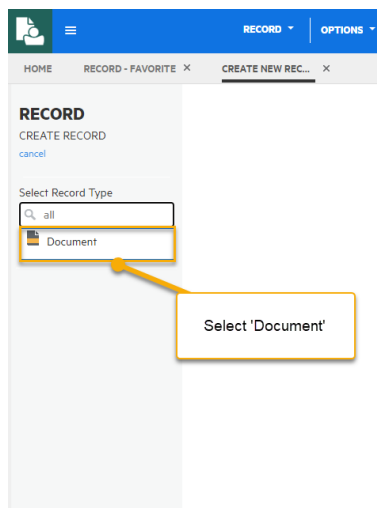 RECORD OPTIONS
HOME RECORD - FAVORITE × CREATE NEW REC... ×
RECORD
CREATE RECORD
cancel
Select Record Type
all
Document
Select 'Document'